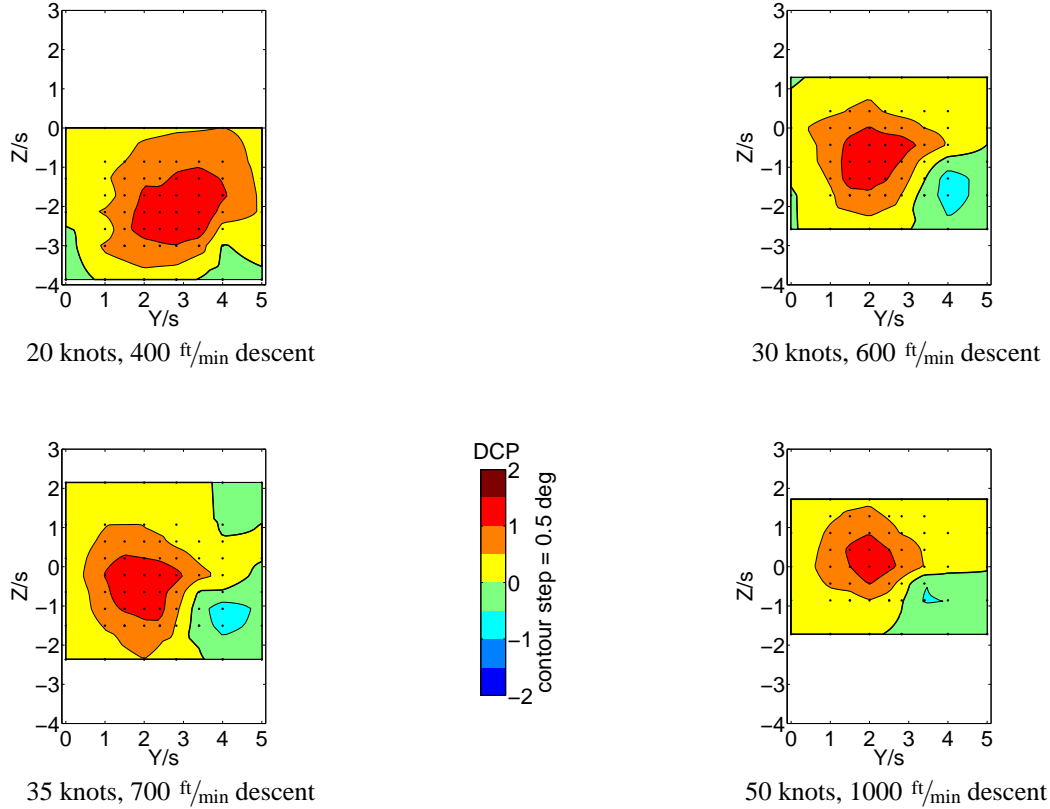 3
2
1
0
−1
−2
−3
−4
Z/s
0 1 2 3 4 5
Y/s
20 knots, 400 ft/min descent
3
2
1
0
−1
−2
−3
−4
Z/s
0 1 2 3 4 5
Y/s
30 knots, 600 ft/min descent
3
2
1
0
−1
−2
−3
−4
Z/s
0 1 2 3 4 5
Y/s
35 knots, 700 ft/min descent
DCP
2
1
0
−1
−2
contour step = 0.5 deg
3
2
1
0
−1
−2
−3
−4
Z/s
0 1 2 3 4 5
Y/s
50 knots, 1000 ft/min descent